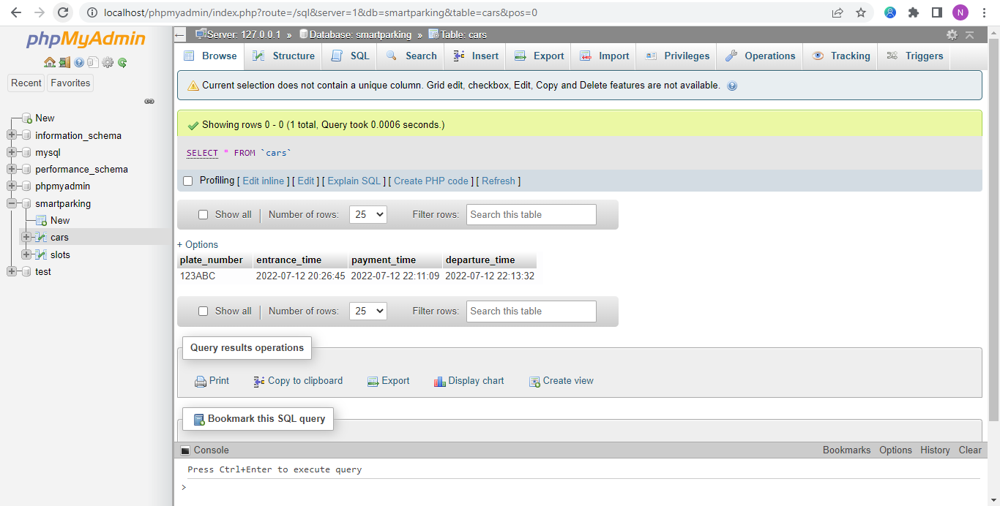 localhost/phpmyadmin/index.php?route=/sql&server=1&db=smartparking&table=cars&pos=0
N
phpMyAdmin
Recent Favorites
New
information_schema
mysql
performance_schema
phpmyadmin
smartparking
New
cars
slots
test
Server: 127.0.0.1 » Database: smartparking » Table: cars
Browse Structure SQL Search Insert Export Import Privileges Operations Tracking Triggers
Current selection does not contain a unique column. Grid edit, checkbox, Edit, Copy and Delete features are not available.
Showing rows 0 - 0 (1 total, Query took 0.0006 seconds.)
SELECT * FROM `cars`
Profiling [ Edit inline ] [ Edit ] [ Explain SQL ] [ Create PHP code ] [ Refresh ]
Show all | Number of rows: 25 Filter rows: Search this table
+ Options
plate_number entrance_time payment_time departure_time
123ABC 2022-07-12 20:26:45 2022-07-12 22:11:09 2022-07-12 22:13:32
Show all | Number of rows: 25 Filter rows: Search this table
Query results operations
Print Copy to clipboard Export Display chart Create view
Bookmark this SQL query
Console Bookmarks Options History Clear
Press Ctrl+Enter to execute query
>